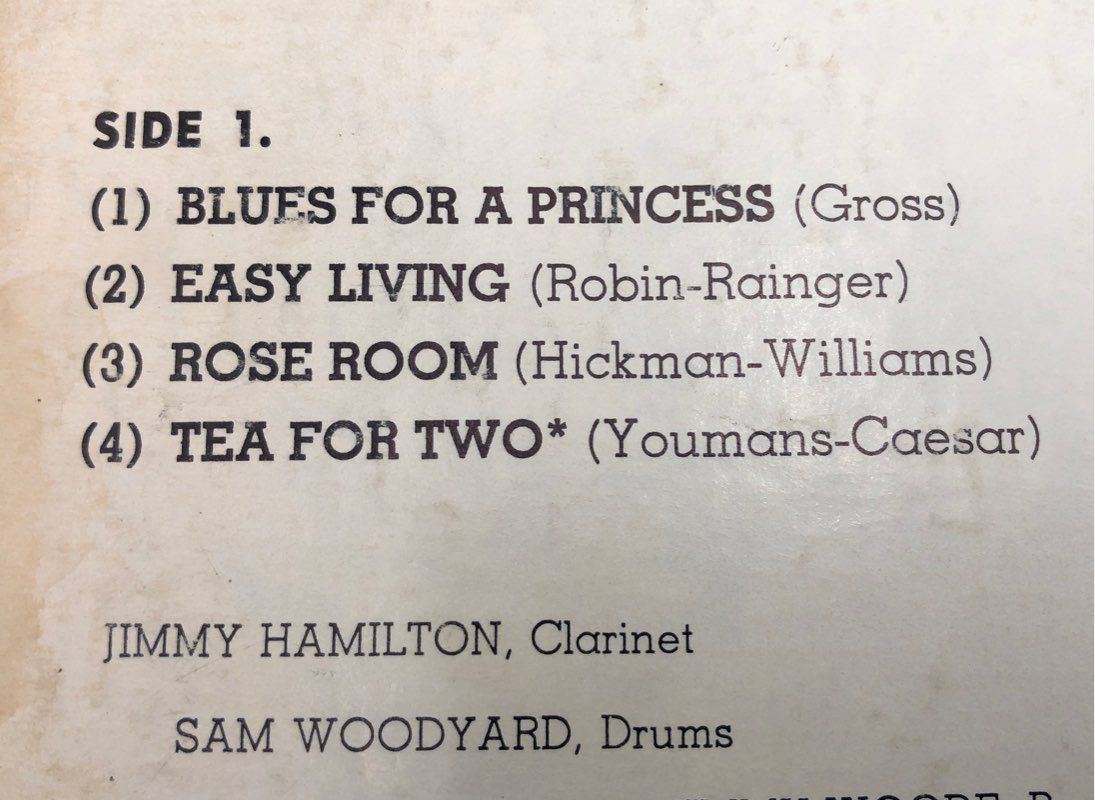 SIDE 1.
(1) BLUES FOR A PRINCESS (Gross)
(2) EASY LIVING (Robin-Rainger)
(3) ROSE ROOM (Hickman-Williams)
(4) TEA FOR TWO* (Youmans-Caesar)
JIMMY HAMILTON, Clarinet
SAM WOODYARD, Drums